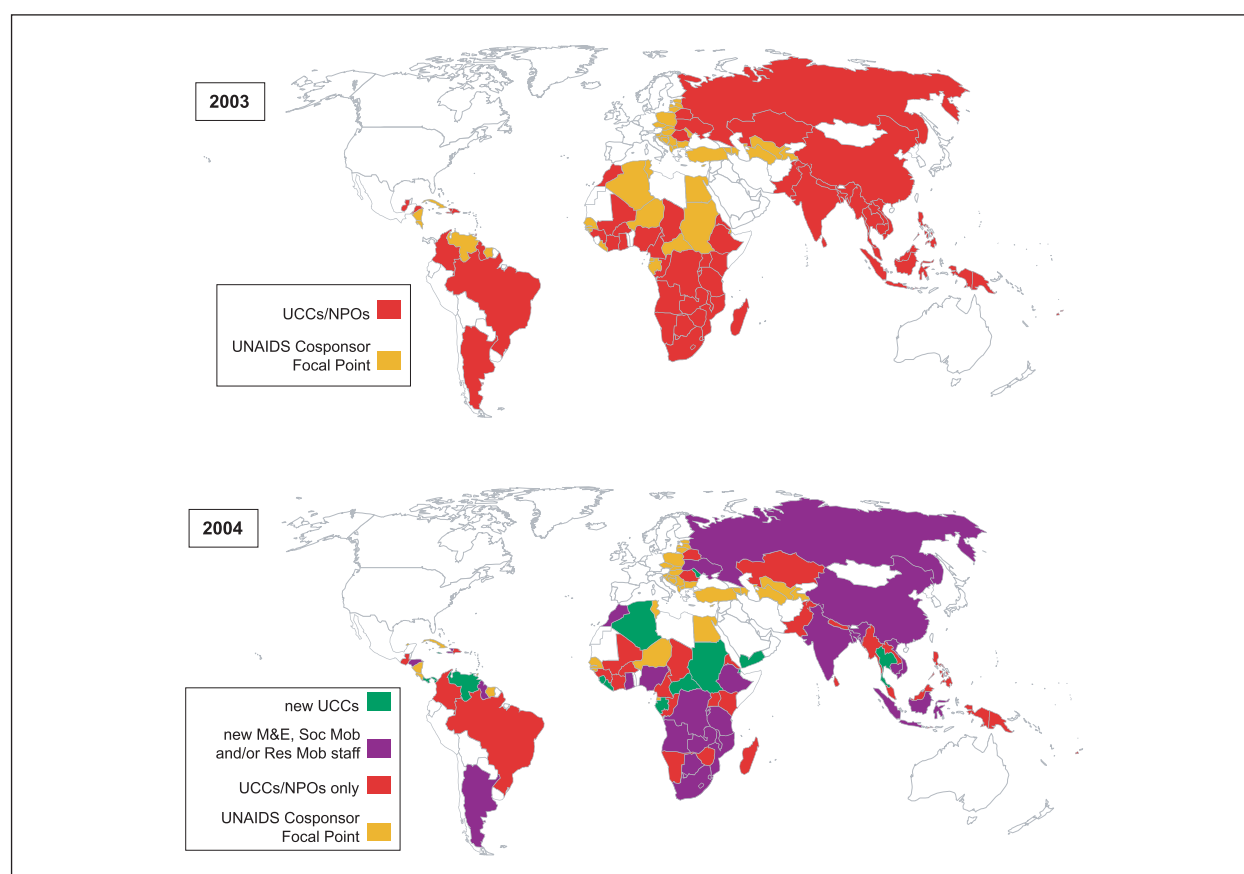 2003
UCCs/NPOs
UNAIDS Cosponsor
Focal Point
2004
new UCCs
new M&E, Soc Mob
and/or Res Mob staff
UCCs/NPOs only
UNAIDS Cosponsor
Focal Point